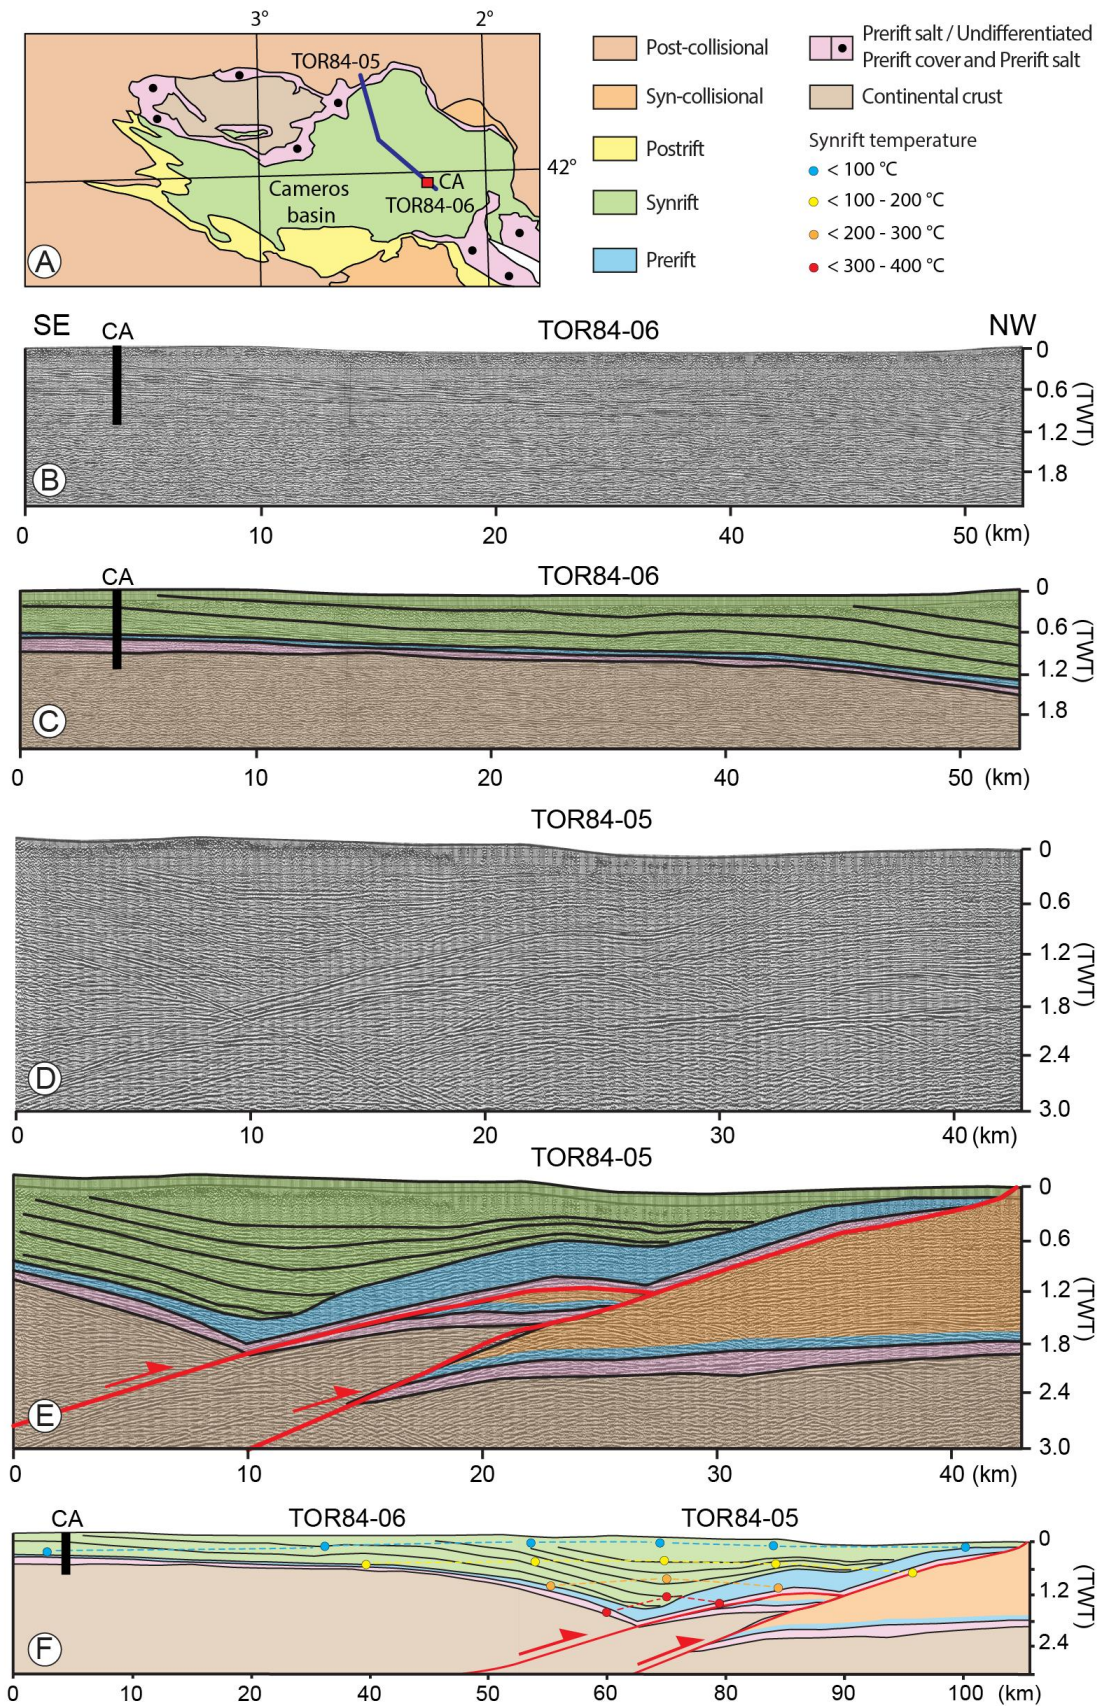 3°
2°
TOR84-05
42°
CA
Cameros
basin
TOR84-06
A
Post-collisional
Syn-collisional
Postrift
Synrift
Prerift
Prerift salt / Undifferentiated
Prerift cover and Prerift salt
Continental crust
Synrift temperature
< 100 °C
< 100 - 200 °C
< 200 - 300 °C
< 300 - 400 °C
SE
CA
TOR84-06
NW
0
0.6
1.2
1.8
(TWT)
B
0
10
20
40
50 (km)
CA
TOR84-06
0
0.6
1.2
1.8
(TWT)
C
0
10
20
40
50 (km)
TOR84-05
0
0.6
1.2
1.8
2.4
3.0
(TWT)
D
0
10
20
30
40 (km)
TOR84-05
0
0.6
1.2
1.8
2.4
3.0
(TWT)
E
0
10
20
30
40 (km)
CA
TOR84-06
TOR84-05
0
1.2
2.4
(TWT)
F
0
10
20
40
50
60
80
90
100 (km)